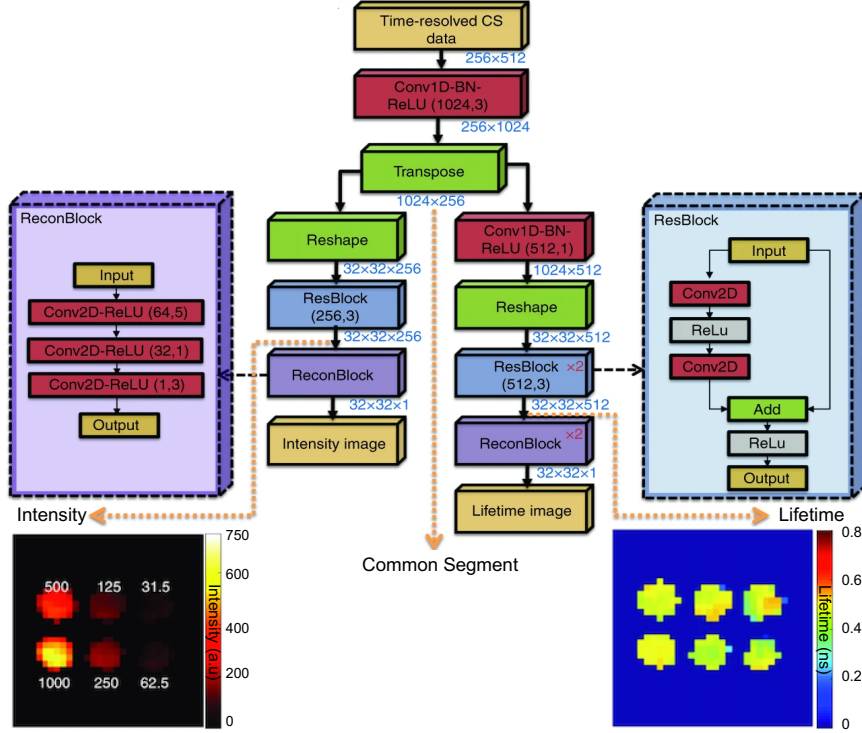 Time-resolved CS
data
256×512
Conv1D-BN-
ReLU (1024,3)
256×1024
Transpose
1024×256
ReconBlock
Input
Conv2D-ReLU (64,5)
Conv2D-ReLU (32,1)
Conv2D-ReLU (1,3)
Output
Reshape
32×32×256
ResBlock
(256,3)
32×32×256
ReconBlock
32×32×1
Intensity image
Conv1D-BN-
ReLU (512,1)
1024×512
Reshape
32×32×512
ResBlock ×2
(512,3)
32×32×512
ReconBlock ×2
32×32×1
Lifetime image
ResBlock
Input
Conv2D
ReLu
Conv2D
Add
ReLu
Output
Intensity
Common Segment
Lifetime
500 125 31.5
1000 250 62.5
750
600
400
200
0
Intensity (a.u)
0.8
0.6
0.4
0.2
0
Lifetime (ns)